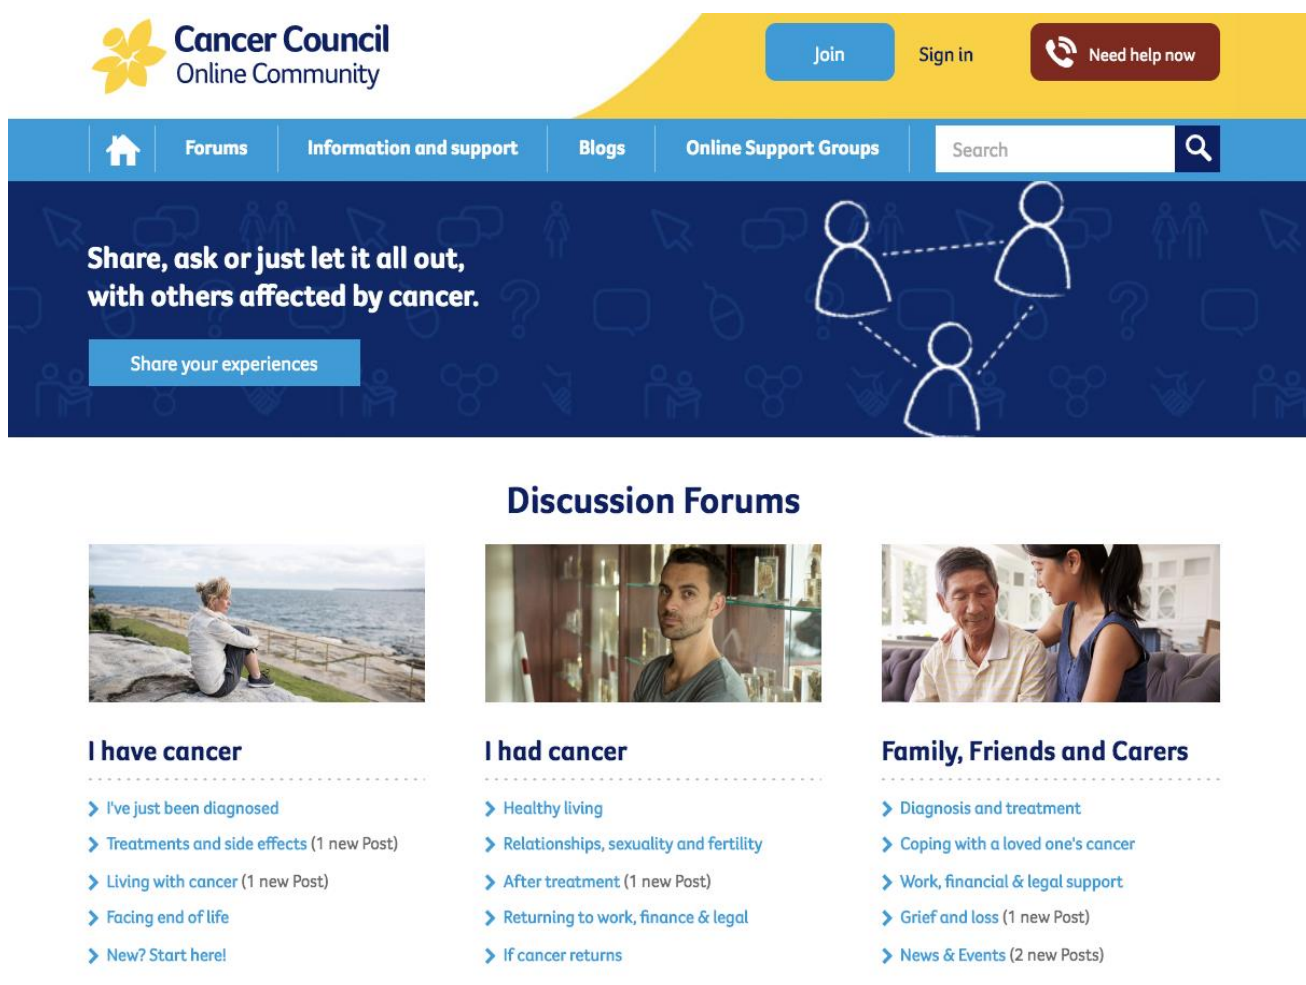 Cancer Council
Online Community
Join
Sign in
Need help now
Forums
Information and support
Blogs
Online Support Groups
Search
Share, ask or just let it all out,
with others affected by cancer.
Share your experiences
Discussion Forums
I have cancer
I've just been diagnosed
Treatments and side effects (1 new Post)
Living with cancer (1 new Post)
Facing end of life
New? Start here!
I had cancer
Healthy living
Relationships, sexuality and fertility
After treatment (1 new Post)
Returning to work, finance & legal
If cancer returns
Family, Friends and Carers
Diagnosis and treatment
Coping with a loved one's cancer
Work, financial & legal support
Grief and loss (1 new Post)
News & Events (2 new Posts)